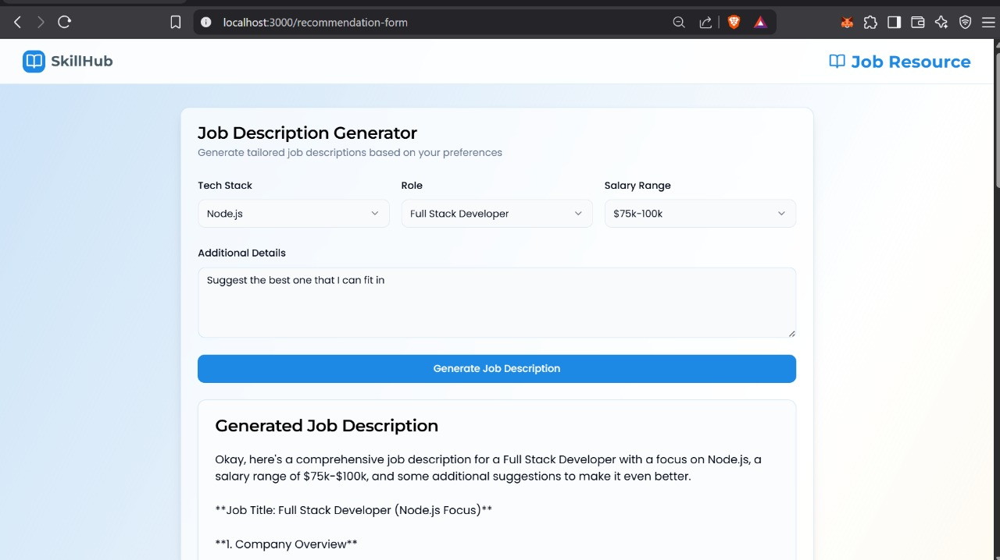 localhost:3000/recommendation-form
SkillHub
Job Resource
Job Description Generator
Generate tailored job descriptions based on your preferences
Tech Stack
Role
Salary Range
Node.js
Full Stack Developer
$75k-100k
Additional Details
Suggest the best one that I can fit in
Generate Job Description
Generated Job Description
Okay, here's a comprehensive job description for a Full Stack Developer with a focus on Node.js, a
salary range of $75k-$100k, and some additional suggestions to make it even better.
**Job Title: Full Stack Developer (Node.js Focus)**
**1. Company Overview**